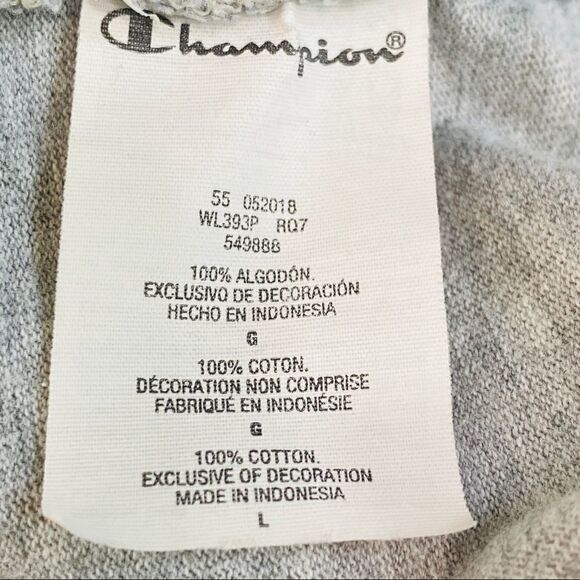 Champion®
55 052018
WL393P RQ7
549888
100% ALGODÓN.
EXCLUSIVO DE DECORACIÓN
HECHO EN INDONESIA
G
100% COTON.
DÉCORATION NON COMPRISE
FABRIQUÉ EN INDONÉSIE
G
100% COTTON.
EXCLUSIVE OF DECORATION
MADE IN INDONESIA
L